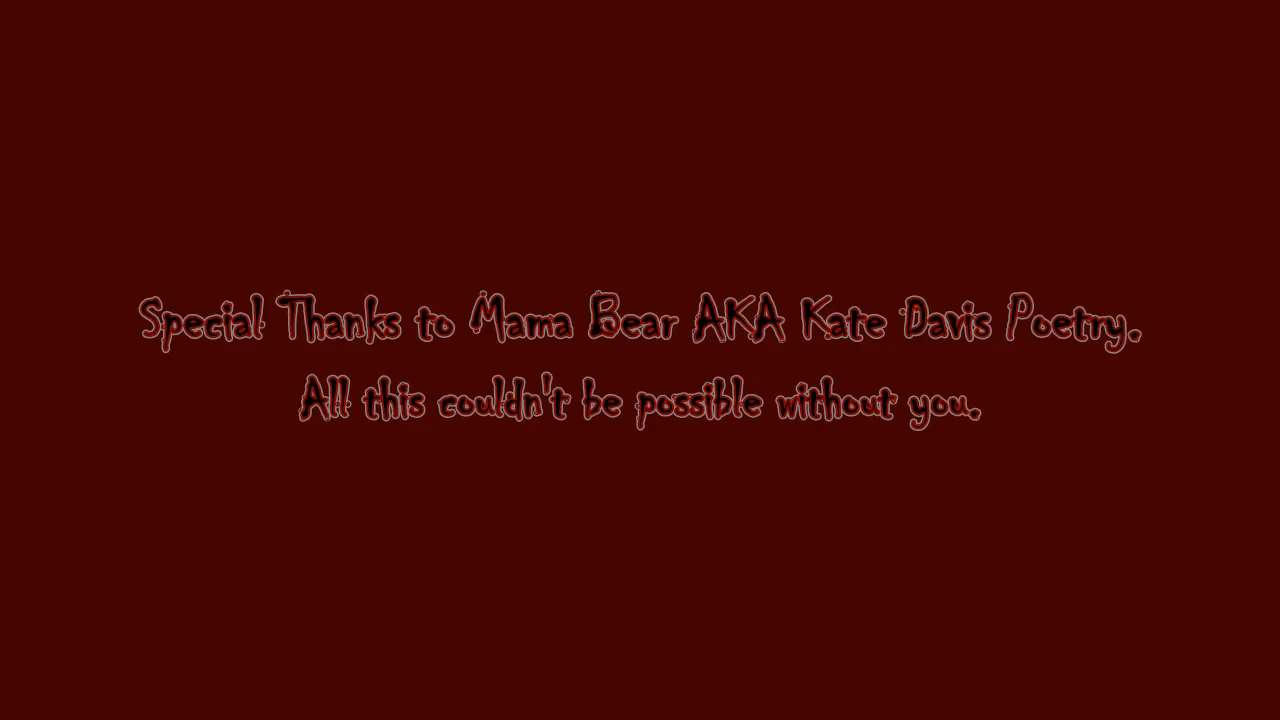 Special Thanks to Mama Bear AKA Kate Davis Poetry.
All this couldn't be possible without you.